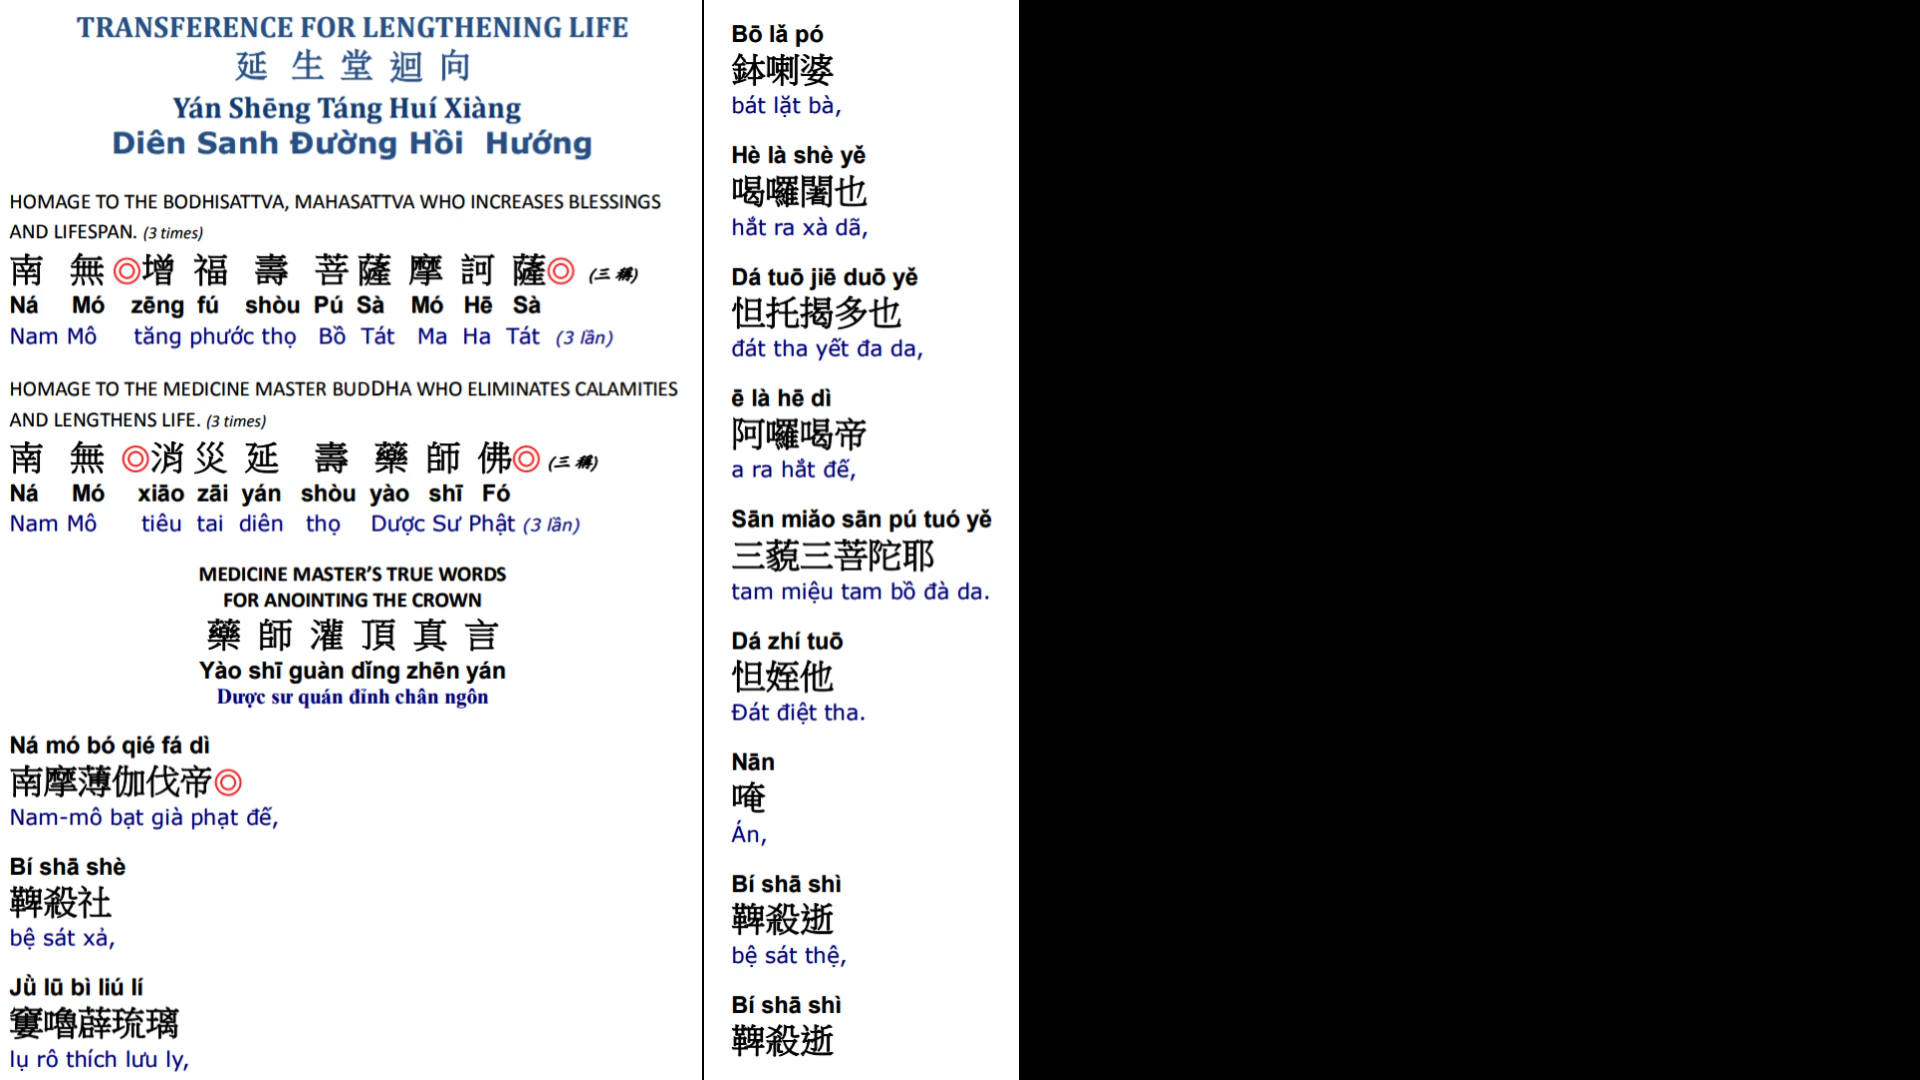 TRANSFERENCE FOR LENGTHENING LIFE
延 生 堂 迴 向
Yán Shēng Táng Huí Xiàng
Diên Sanh Đường Hồi Hướng
HOMAGE TO THE BODHISATTVA, MAHASATTVA WHO INCREASES BLESSINGS
AND LIFESPAN. (3 times)
南 無 ◎增 福 壽 菩 薩 摩 訶 薩◎ (三 稱)
Ná Mó zēng fú shòu Pú Sà Mó Hē Sà
Nam Mô tăng phước thọ Bồ Tát Ma Ha Tát (3 lần)
HOMAGE TO THE MEDICINE MASTER BUDDHA WHO ELIMINATES CALAMITIES
AND LENGTHENS LIFE. (3 times)
南 無 ◎消 災 延 壽 藥 師 佛◎ (三 稱)
Ná Mó xiāo zāi yán shòu yào shī Fó
Nam Mô tiêu tai diên thọ Dược Sư Phật (3 lần)
MEDICINE MASTER’S TRUE WORDS
FOR ANOINTING THE CROWN
藥 師 灌 頂 真 言
Yào shī guàn dǐng zhēn yán
Dược sư quán đỉnh chân ngôn
Ná mó bó qié fá dì
南摩薄伽伐帝◎
Nam-mô bạt già phạt đế,
Bí shā shè
鞞殺社
bệ sát xả,
Jǜ lū bì liú lí
窶嚕薜琉璃
lụ rô thích lưu ly,
Bō lǎ pó
鉢喇婆
bát lặt bà,
Hè là shè yě
喝囉闍也
hắt ra xà dã,
Dá tuō jiē duō yě
怛托揭多也
đát tha yết đa da,
ē là hē dì
阿囉喝帝
a ra hắt đế,
Sān miǎo sān pú tuó yě
三藐三菩陀耶
tam miệu tam bồ đà da.
Dá zhí tuō
怛姪他
Đát điệt tha.
Nān
唵
Án,
Bí shā shì
鞞殺逝
bệ sát thệ,
Bí shā shì
鞞殺逝